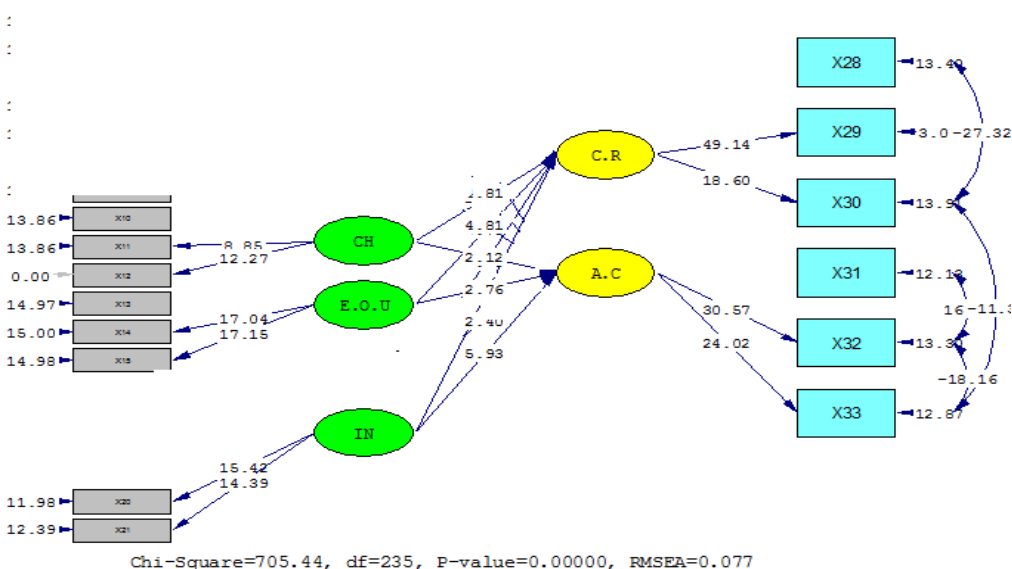 X28
13.49
X29
49.14
3.0
-27.32
C.R
18.60
X30
13.9
13.86
X10
13.86
X11
8.85
CH
4.81
0.00
X12
12.27
2.12
A.C
X31
12.13
14.97
X13
E.O.U
2.76
15.00
X14
17.04
2.40
30.57
16
-11.3
14.98
X15
17.15
5.93
24.02
X32
13.30
-18.16
X33
12.87
IN
15.42
14.39
11.98
X20
12.39
X21
Chi-Square=705.44, df=235, P-value=0.00000, RMSEA=0.077